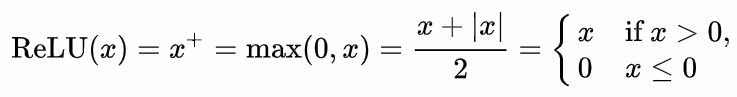 ReLU(x) = x⁺ = max(0, x) = (x + |x|)/2 = { x if x > 0,
0 x ≤ 0